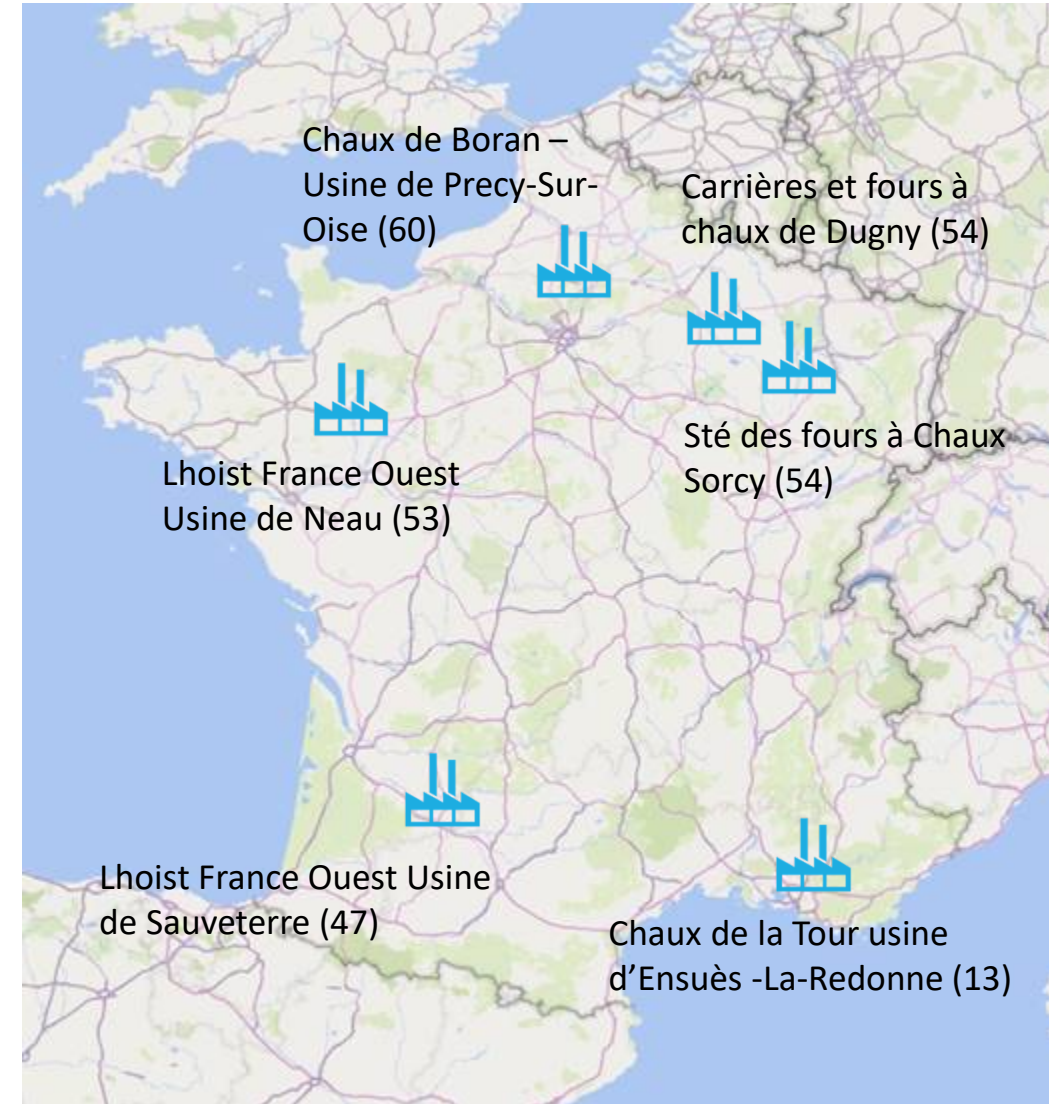 Chaux de Boran –
Usine de Precy-Sur-
Oise (60)
Carrières et fours à
chaux de Dugny (54)
Sté des fours à Chaux
Sorcy (54)
Lhoist France Ouest
Usine de Neau (53)
Lhoist France Ouest Usine
de Sauveterre (47)
Chaux de la Tour usine
d’Ensuès -La-Redonne (13)